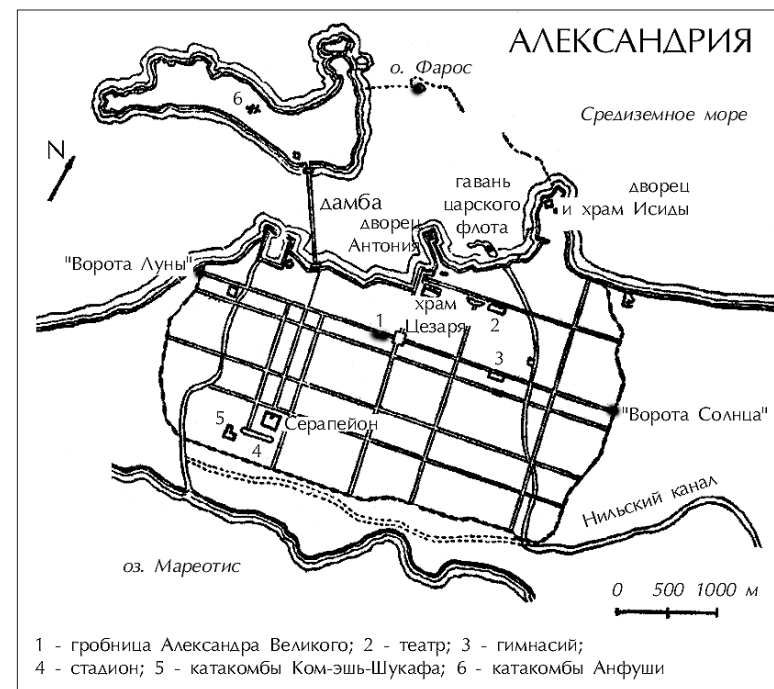 АЛЕКСАНДРИЯ
о. Фарос
6
Средиземное море
N
дамба
гавань
царского
флота
дворец
и храм Исиды
дворец
Антония
"Ворота Луны"
храм
Цезаря
1
2
3
"Ворота Солнца"
5
Серапейон
4
Нильский канал
оз. Мареотис
0 500 1000 м
1 - гробница Александра Великого; 2 - театр; 3 - гимнасий;
4 - стадион; 5 - катакомбы Ком-эшь-Шукафа; 6 - катакомбы Анфуши